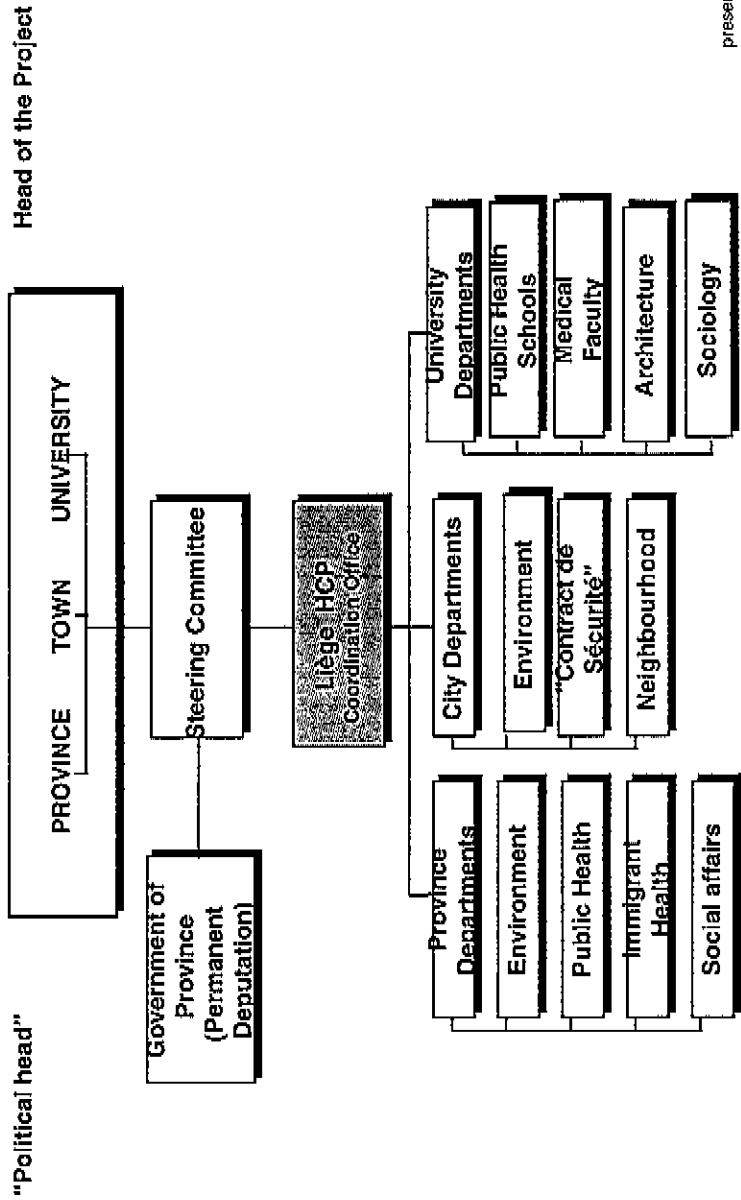 "Political head"
Head of the Project
PROVINCE TOWN UNIVERSITY
Government of
Province
(Permanent
Deputation)
Steering Committee
Liège HCP
Coordination Office
Province
Departments
Environment
Public Health
Immigrant
Health
Social affairs
City Departments
Environment
"Contract de
Sécurité"
Neighbourhood
University
Departments
Public Health
Schools
Medical
Faculty
Architecture
Sociology